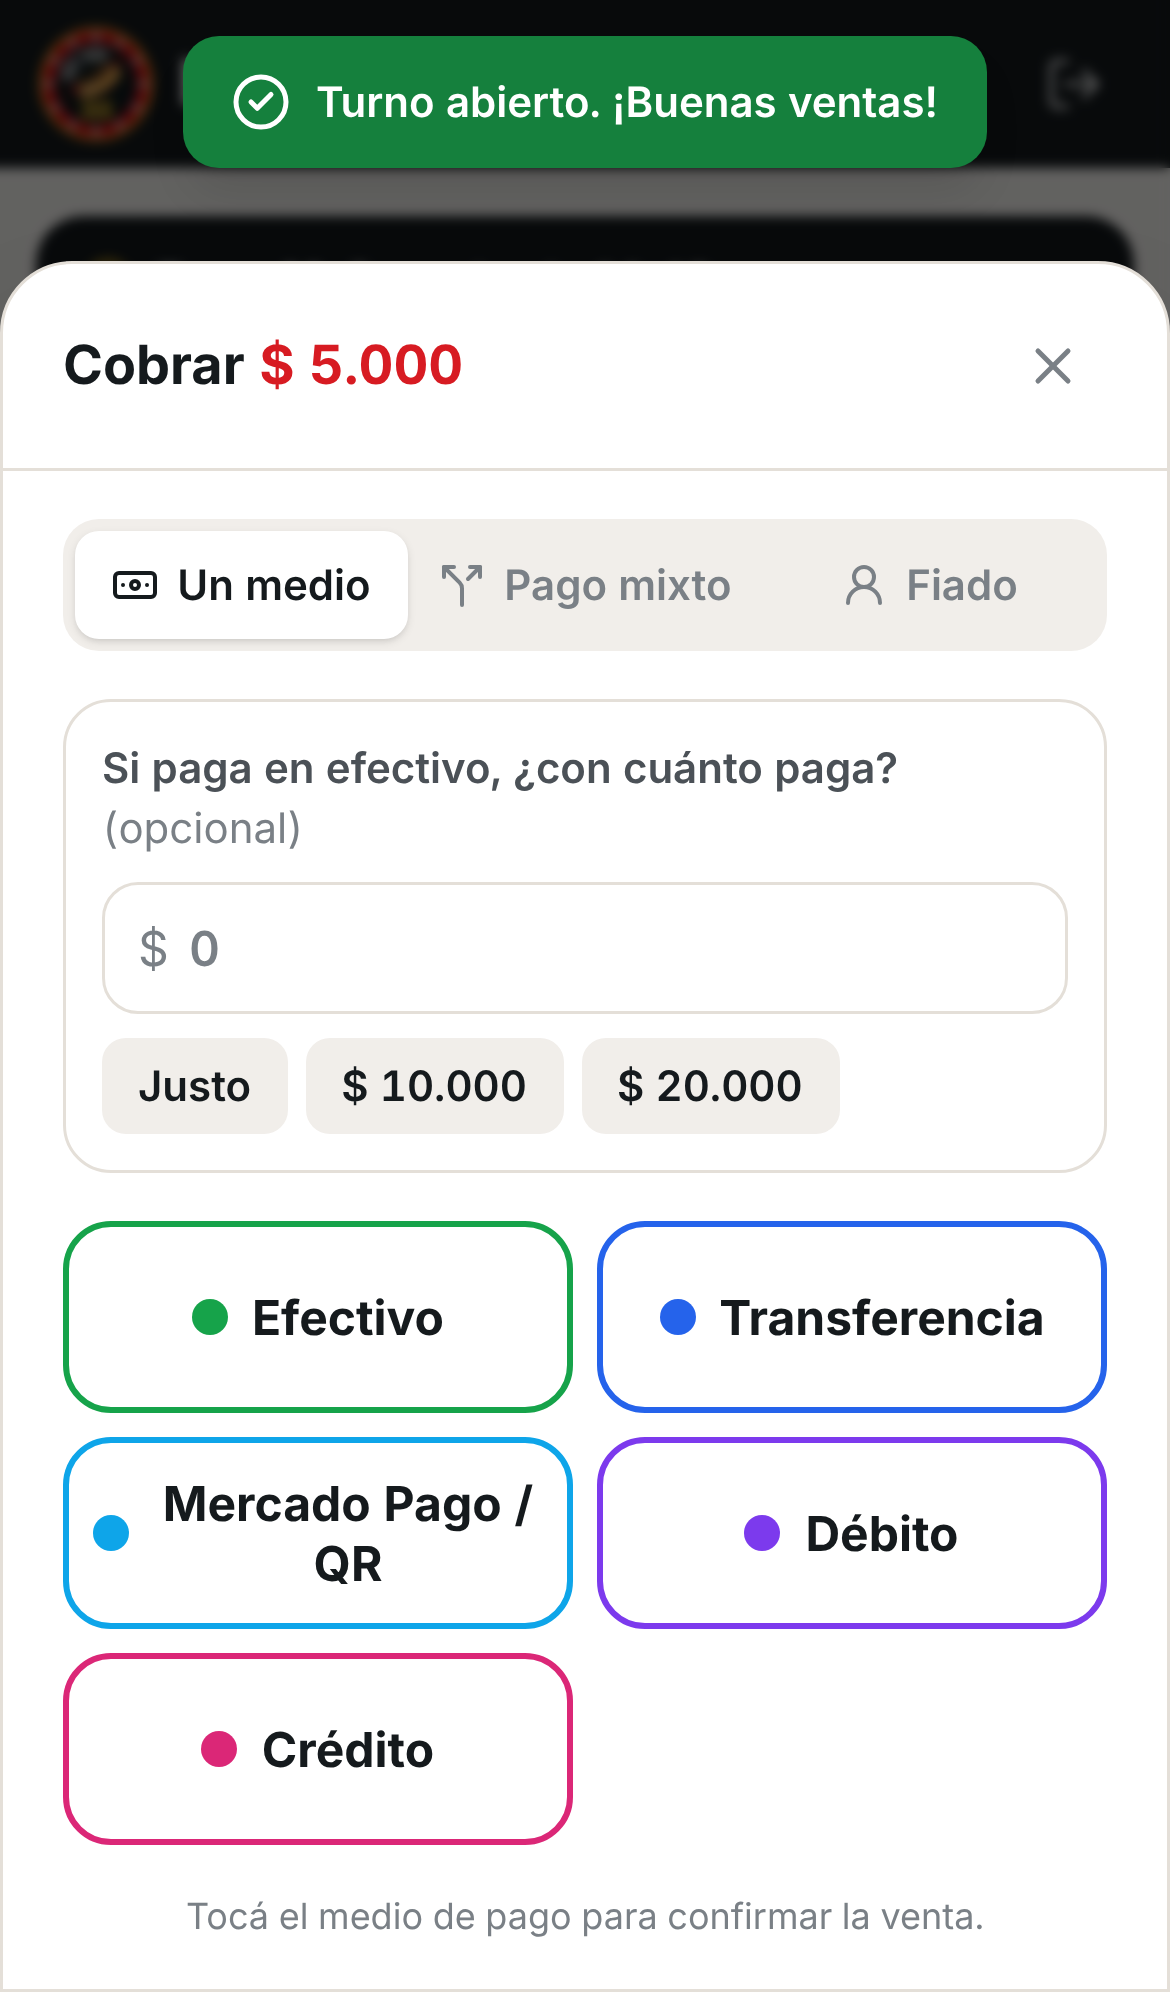 Turno abierto. ¡Buenas ventas!
Cobrar $ 5.000
Un medio
Pago mixto
Fiado
Si paga en efectivo, ¿con cuánto paga?
(opcional)
$ 0
Justo
$ 10.000
$ 20.000
Efectivo
Transferencia
Mercado Pago /
QR
Débito
Crédito
Tocá el medio de pago para confirmar la venta.